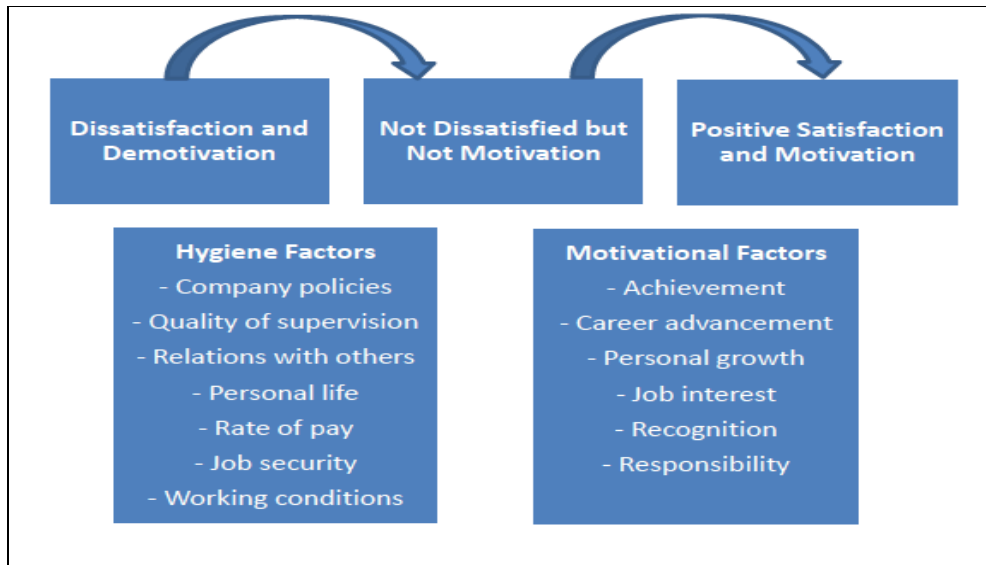 Dissatisfaction and
Demotivation
Not Dissatisfied but
Not Motivation
Positive Satisfaction
and Motivation
Hygiene Factors
- Company policies
- Quality of supervision
- Relations with others
- Personal life
- Rate of pay
- Job security
- Working conditions
Motivational Factors
- Achievement
- Career advancement
- Personal growth
- Job interest
- Recognition
- Responsibility